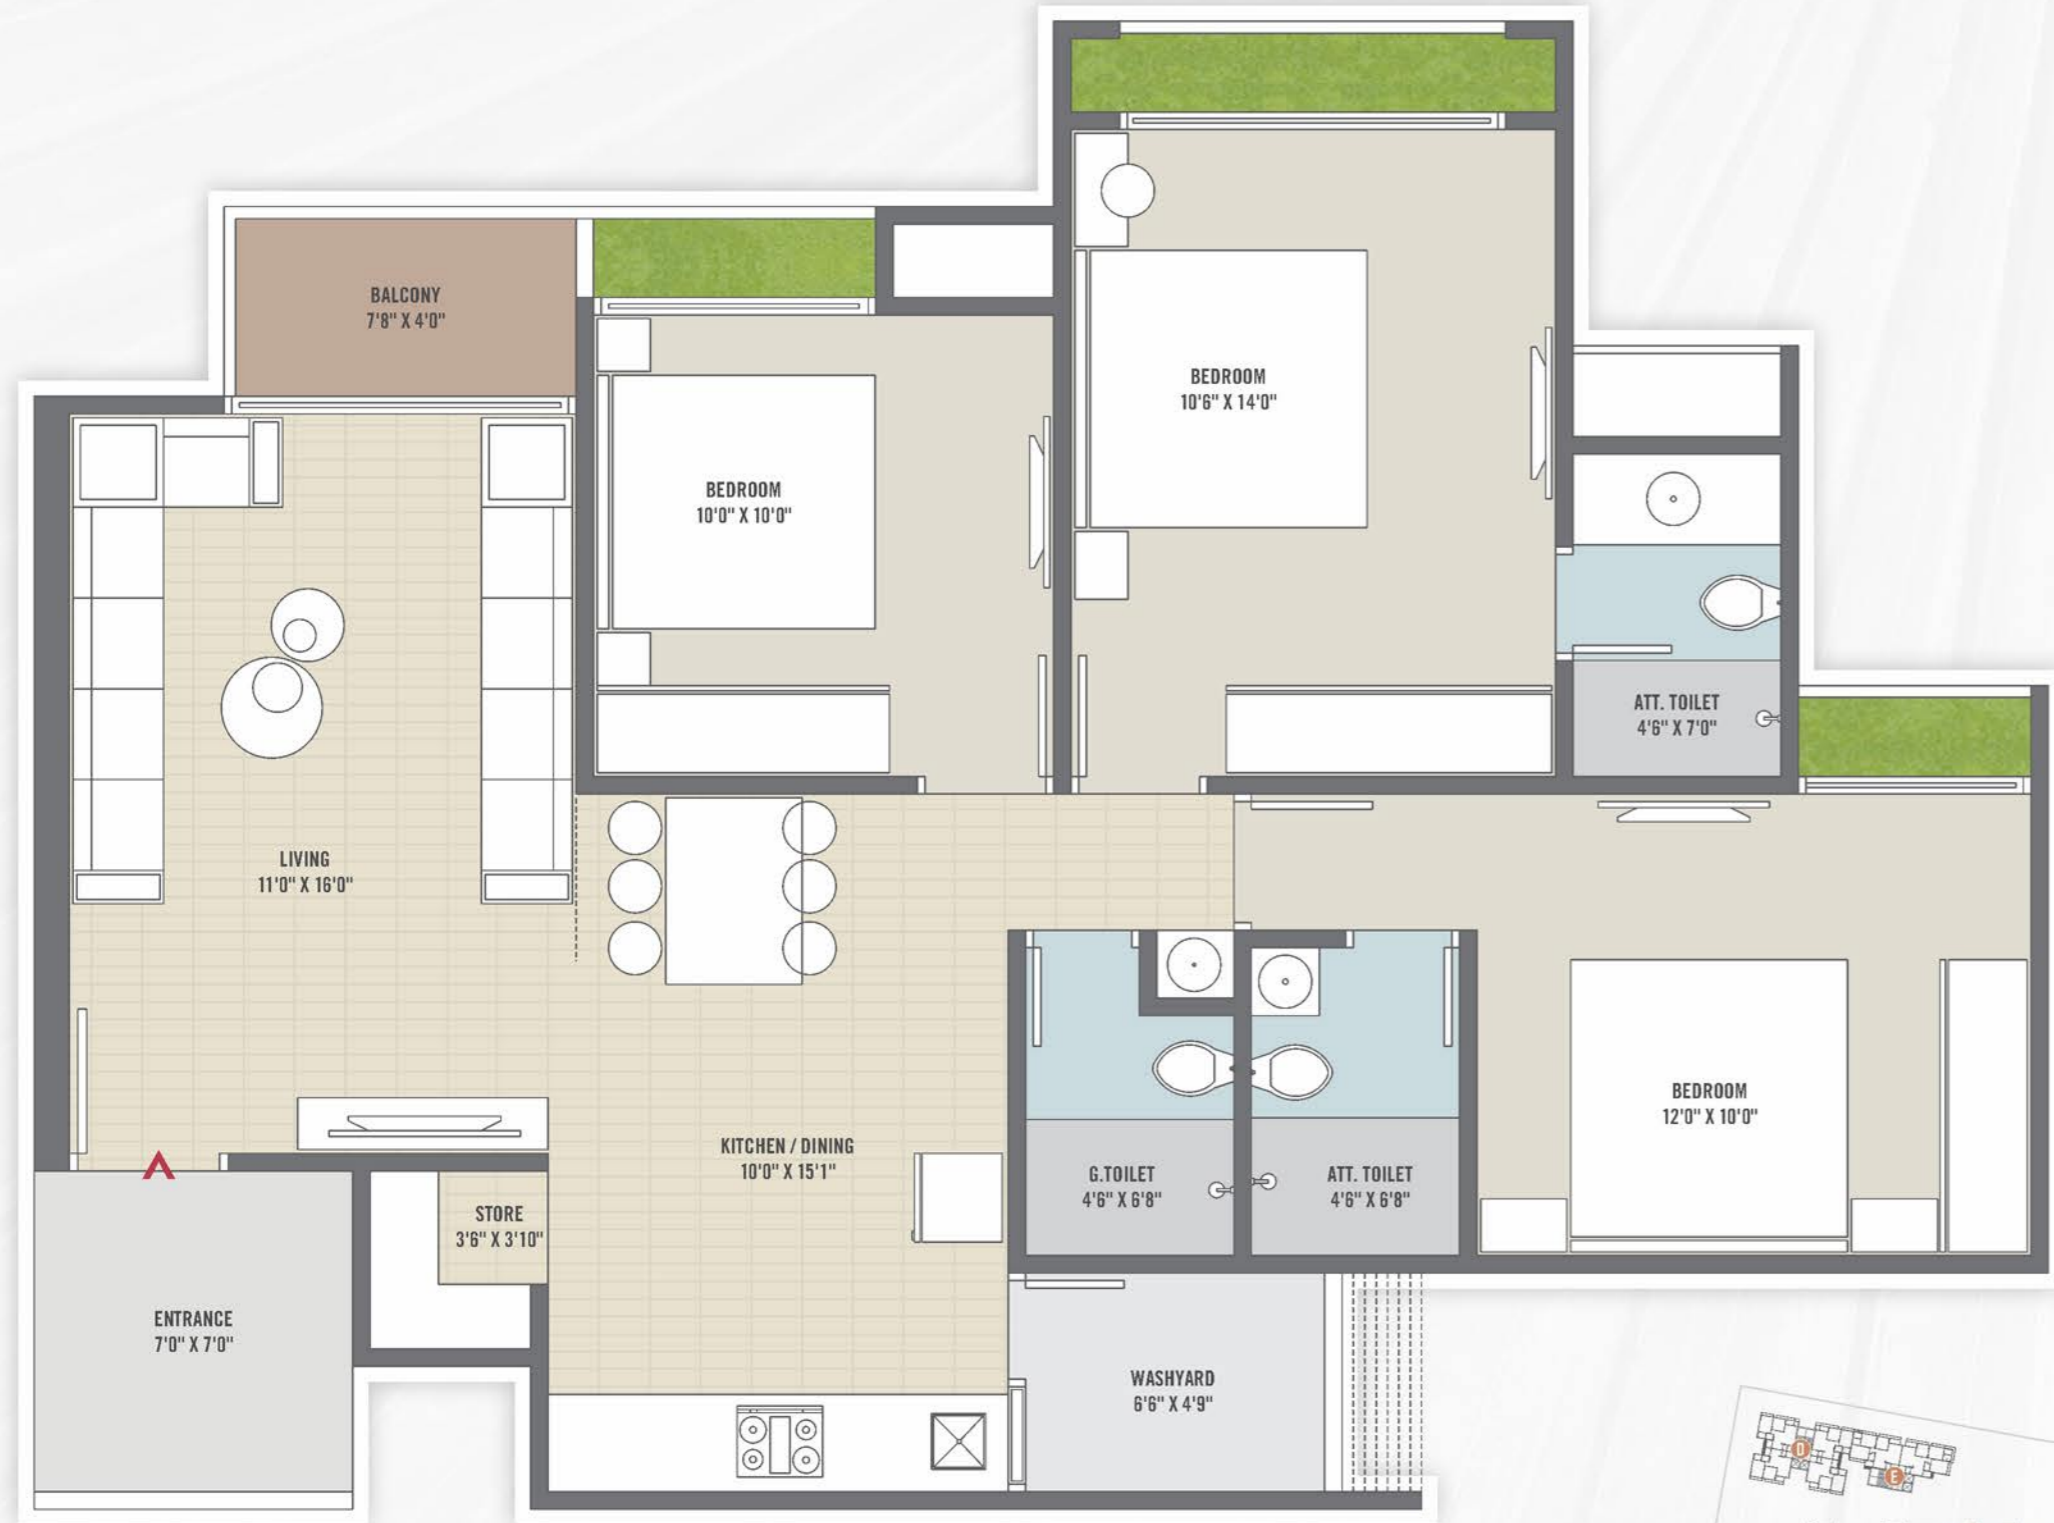 BALCONY
7'8" X 4'0"
BEDROOM
10'6" X 14'0"
BEDROOM
10'0" X 10'0"
ATT. TOILET
4'6" X 7'0"
LIVING
11'0" X 16'0"
BEDROOM
12'0" X 10'0"
KITCHEN / DINING
10'0" X 15'1"
G.TOILET
4'6" X 6'8"
ATT. TOILET
4'6" X 6'8"
STORE
3'6" X 3'10"
ENTRANCE
7'0" X 7'0"
WASHYARD
6'6" X 4'9"
D
E